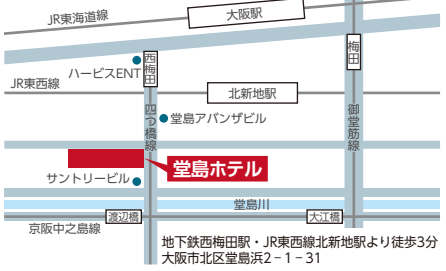 JR東海道線
大阪駅
梅田
西梅田
ハービスENT
JR東西線
北新地駅
四つ橋線
堂島アバンザビル
御堂筋線
堂島ホテル
サントリービル
堂島川
渡辺橋
大江橋
京阪中之島線
地下鉄西梅田駅・JR東西線北新地駅より徒歩3分
大阪市北区堂島浜2-1-31